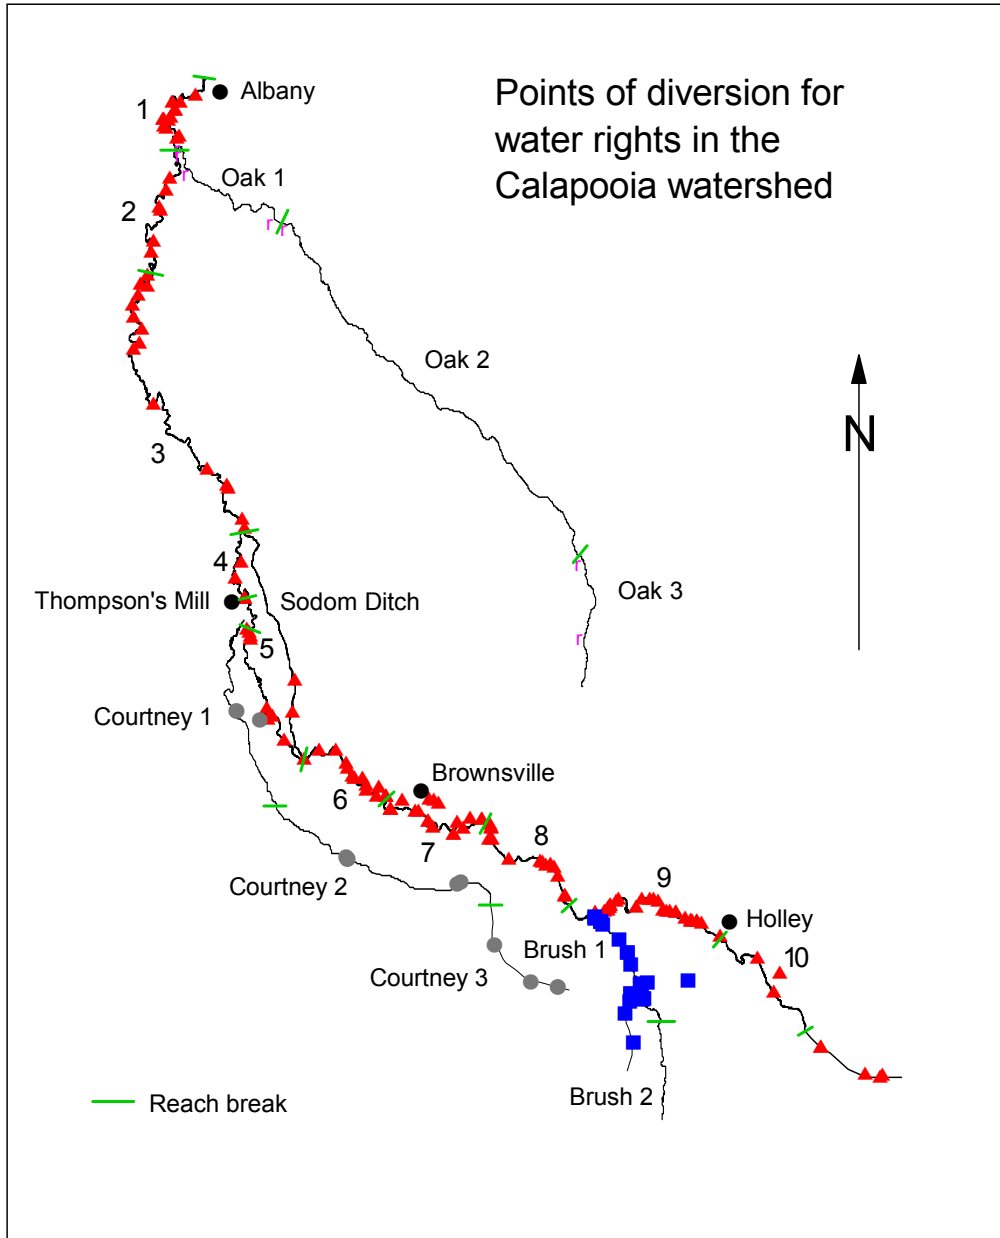 Points of diversion for
water rights in the
Calapooia watershed
Albany
1
r
r
Oak 1
2
r
r
Oak 2
N
3
r
4
Oak 3
Thompson's Mill
Sodom Ditch
r
5
Courtney 1
Brownsville
6
7
8
9
Courtney 2
Holley
Brush 1
10
Courtney 3
Brush 2
Reach break